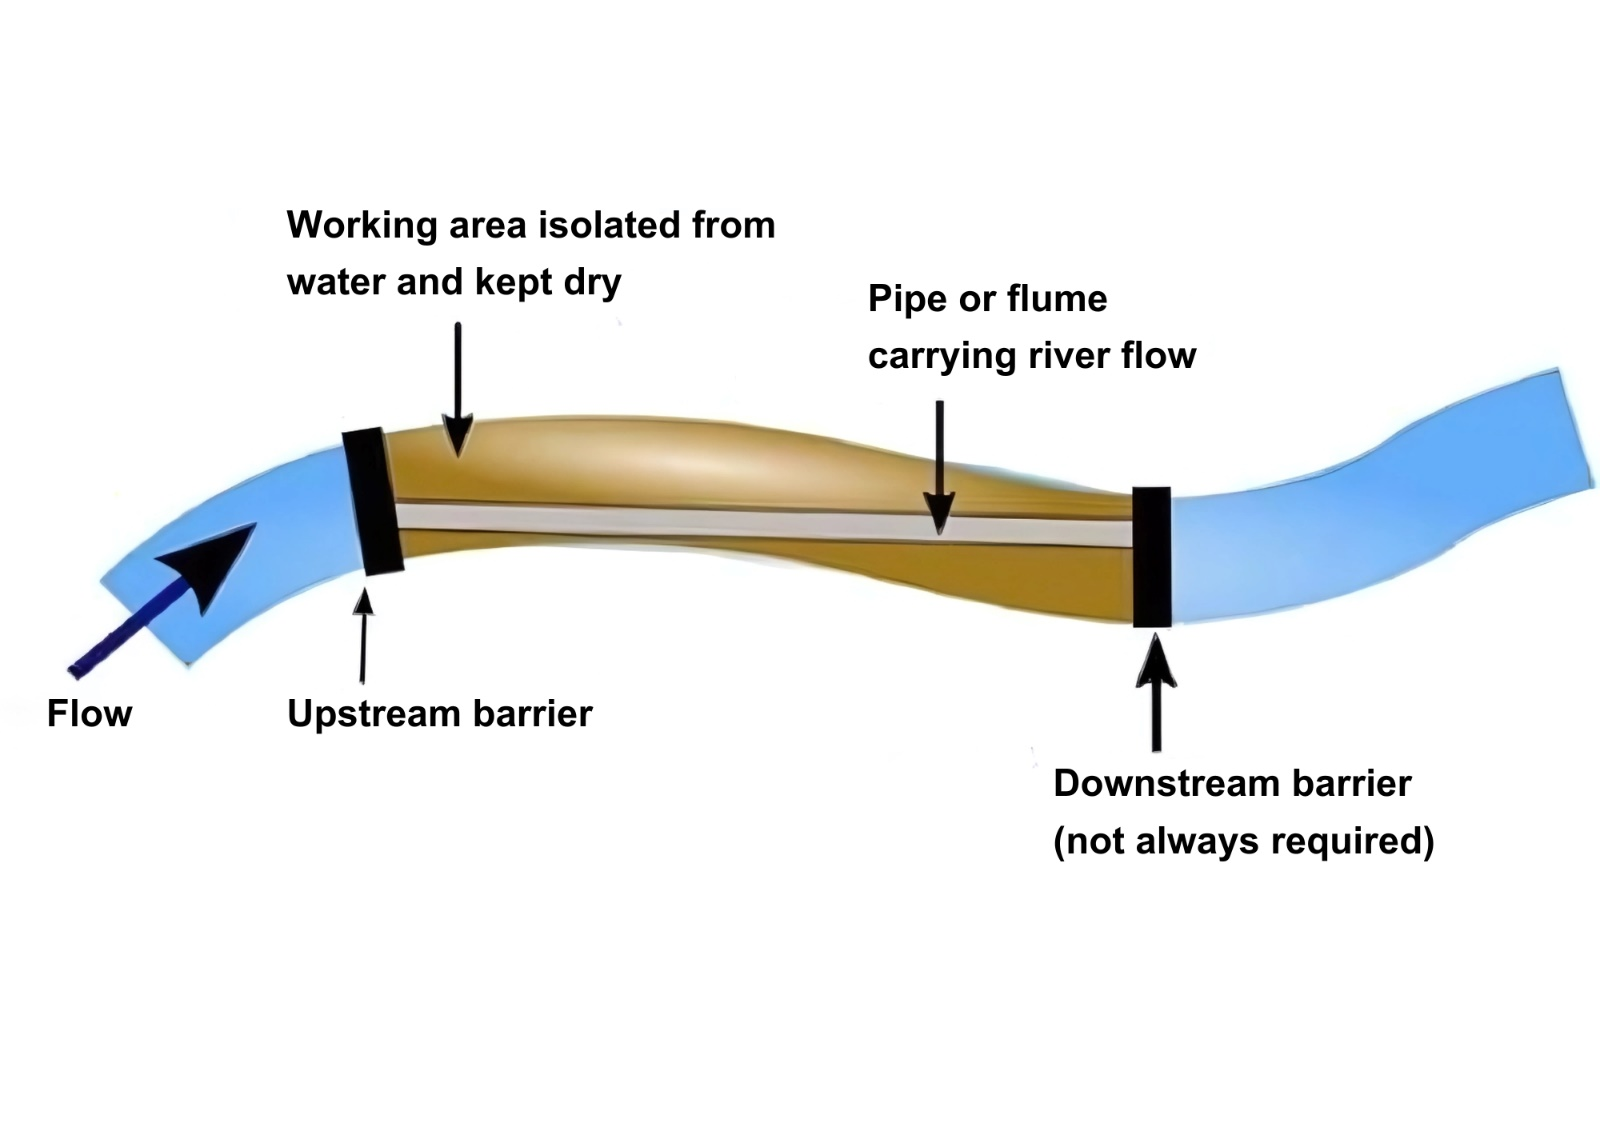 Working area isolated from
water and kept dry
Pipe or flume
carrying river flow
Flow
Upstream barrier
Downstream barrier
(not always required)